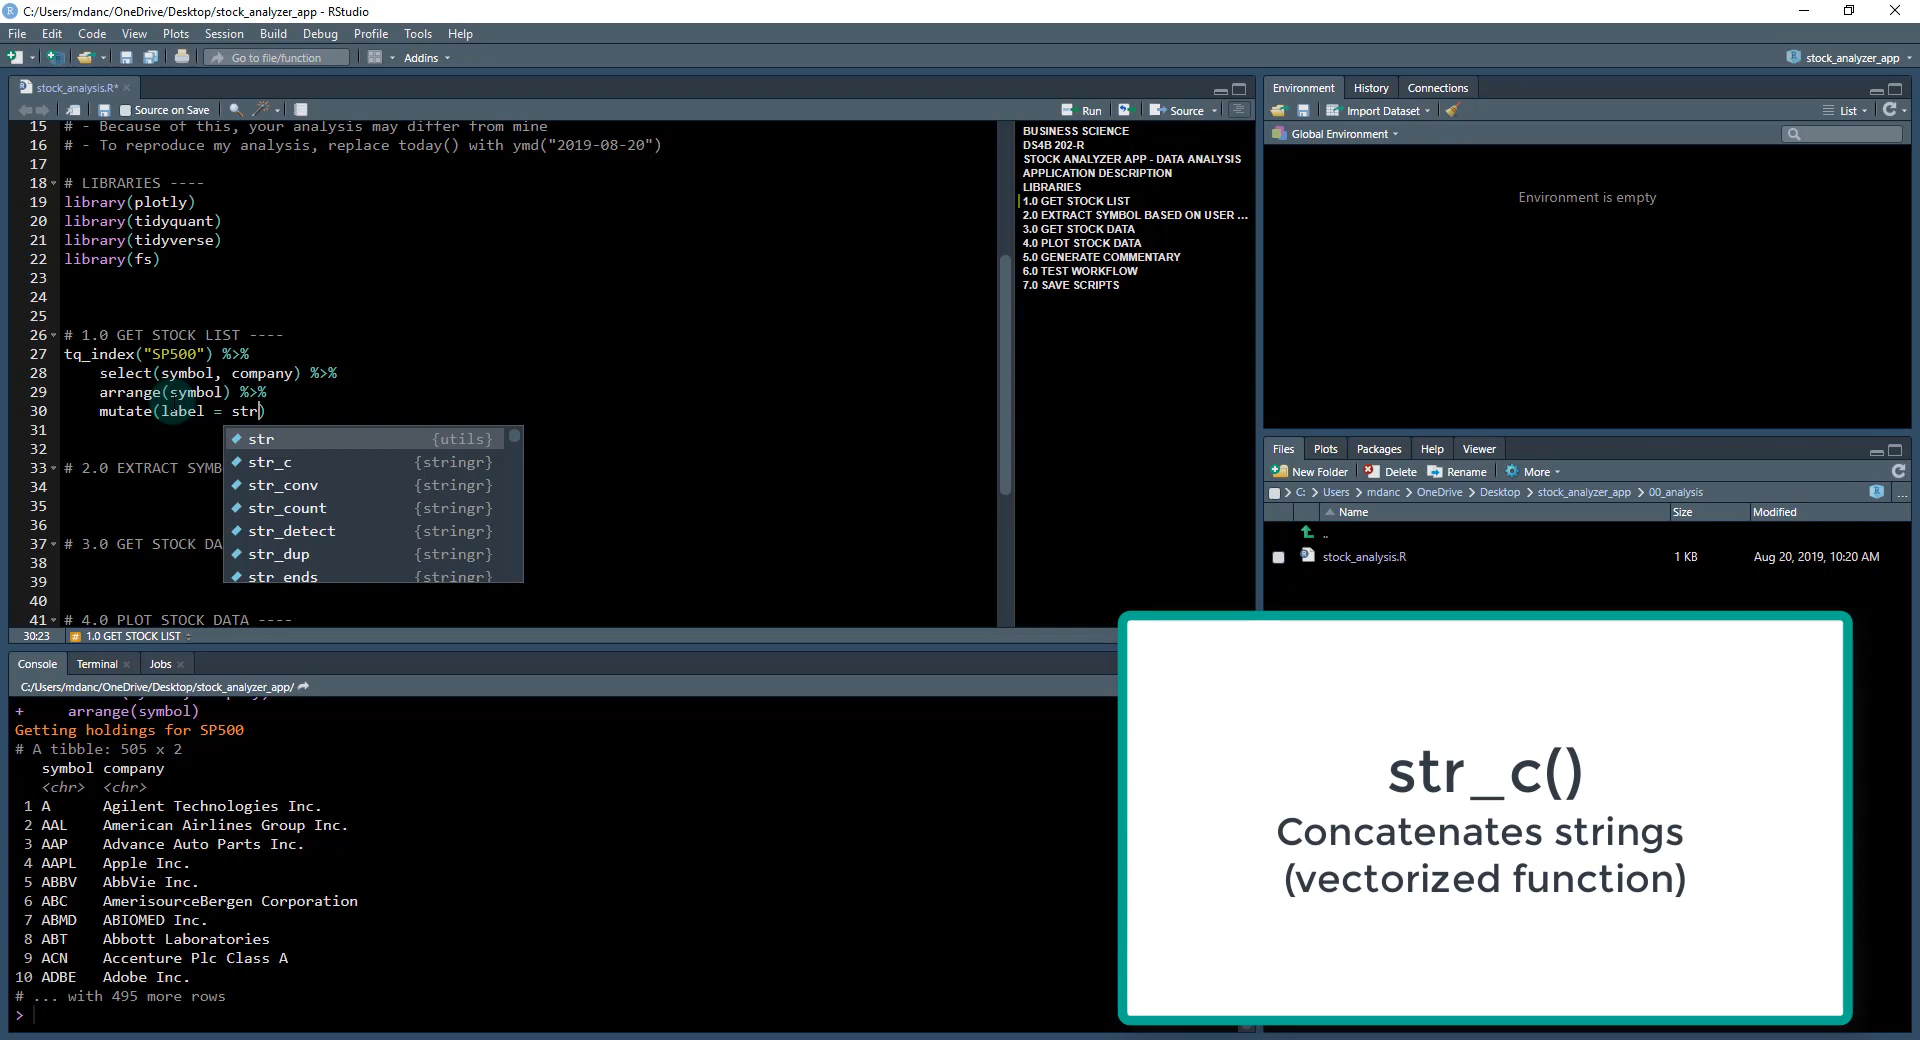 C:/Users/mdanc/OneDrive/Desktop/stock_analyzer_app - RStudio
File Edit Code View Plots Session Build Debug Profile Tools Help
Go to file/function Addins stock_analyzer_app
stock_analysis.R*
Source on Save Run Source
15 # - Because of this, your analysis may differ from mine
16 # - To reproduce my analysis, replace today() with ymd("2019-08-20")
17
18 # LIBRARIES ----
19 library(plotly)
20 library(tidyquant)
21 library(tidyverse)
22 library(fs)
23
24
25
26 # 1.0 GET STOCK LIST ----
27 tq_index("SP500") %>%
28 select(symbol, company) %>%
29 arrange(symbol) %>%
30 mutate(label = str)
31
32
33 # 2.0 EXTRACT SYMB
34
35
36
37 # 3.0 GET STOCK DA
38
39
40
41 # 4.0 PLOT STOCK DATA ----
str {utils}
str_c {stringr}
str_conv {stringr}
str_count {stringr}
str_detect {stringr}
str_dup {stringr}
str_ends {stringr}
30:23 # 1.0 GET STOCK LIST
BUSINESS SCIENCE
DS4B 202-R
STOCK ANALYZER APP - DATA ANALYSIS
APPLICATION DESCRIPTION
LIBRARIES
1.0 GET STOCK LIST
2.0 EXTRACT SYMBOL BASED ON USER ...
3.0 GET STOCK DATA
4.0 PLOT STOCK DATA
5.0 GENERATE COMMENTARY
6.0 TEST WORKFLOW
7.0 SAVE SCRIPTS
Console Terminal Jobs
C:/Users/mdanc/OneDrive/Desktop/stock_analyzer_app/
+ arrange(symbol)
Getting holdings for SP500
# A tibble: 505 x 2
symbol company
<chr> <chr>
1 A Agilent Technologies Inc.
2 AAL American Airlines Group Inc.
3 AAP Advance Auto Parts Inc.
4 AAPL Apple Inc.
5 ABBV AbbVie Inc.
6 ABC AmerisourceBergen Corporation
7 ABMD ABIOMED Inc.
8 ABT Abbott Laboratories
9 ACN Accenture Plc Class A
10 ADBE Adobe Inc.
# ... with 495 more rows
>
Environment History Connections
Import Dataset List
Global Environment
Environment is empty
Files Plots Packages Help Viewer
New Folder Delete Rename More
C: > Users > mdanc > OneDrive > Desktop > stock_analyzer_app > 00_analysis ...
Name Size Modified
..
stock_analysis.R 1 KB Aug 20, 2019, 10:20 AM
str_c()
Concatenates strings
(vectorized function)